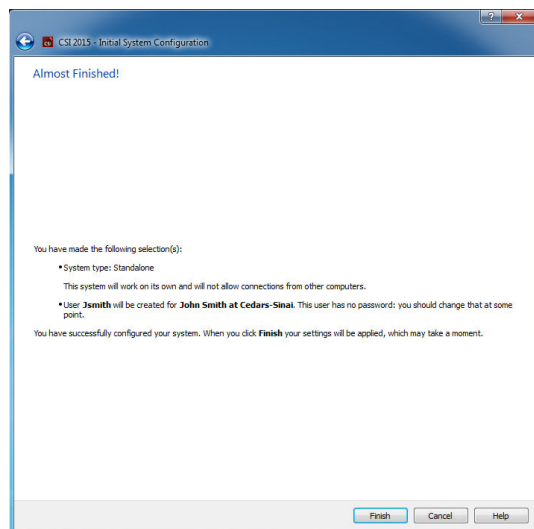 CSI 2015 - Initial System Configuration
Almost Finished!
You have made the following selection(s):
•System type: Standalone
This system will work on its own and will not allow connections from other computers.
•User Jsmith will be created for John Smith at Cedars-Sinai. This user has no password: you should change that at some
point.
You have successfully configured your system. When you click Finish your settings will be applied, which may take a moment.
Finish Cancel Help